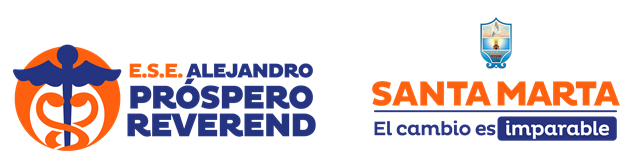 E.S.E. ALEJANDRO
PRÓSPERO
REVEREND
SANTA MARTA
El cambio es imparable